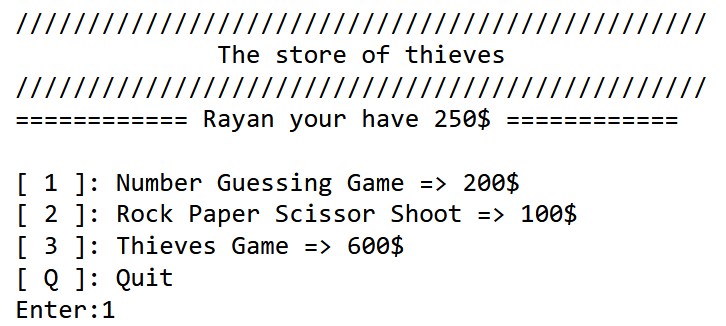 ////////////////////////////////////////////////
The store of thieves
////////////////////////////////////////////////
============ Rayan your have 250$ ============
[ 1 ]: Number Guessing Game => 200$
[ 2 ]: Rock Paper Scissor Shoot => 100$
[ 3 ]: Thieves Game => 600$
[ Q ]: Quit
Enter:1